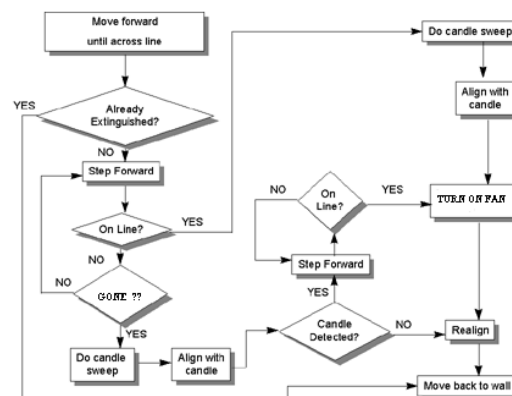 Move forward
until across line
Do candle sweep
YES
Already
Extinguished?
Align with
candle
NO
Step Forward
On Line?
YES
NO
On
Line?
YES
TURN ON FAN
NO
NO
GONE ??
Step Forward
YES
YES
Do candle
sweep
Align with
candle
Candle
Detected?
NO
Realign
Move back to wall